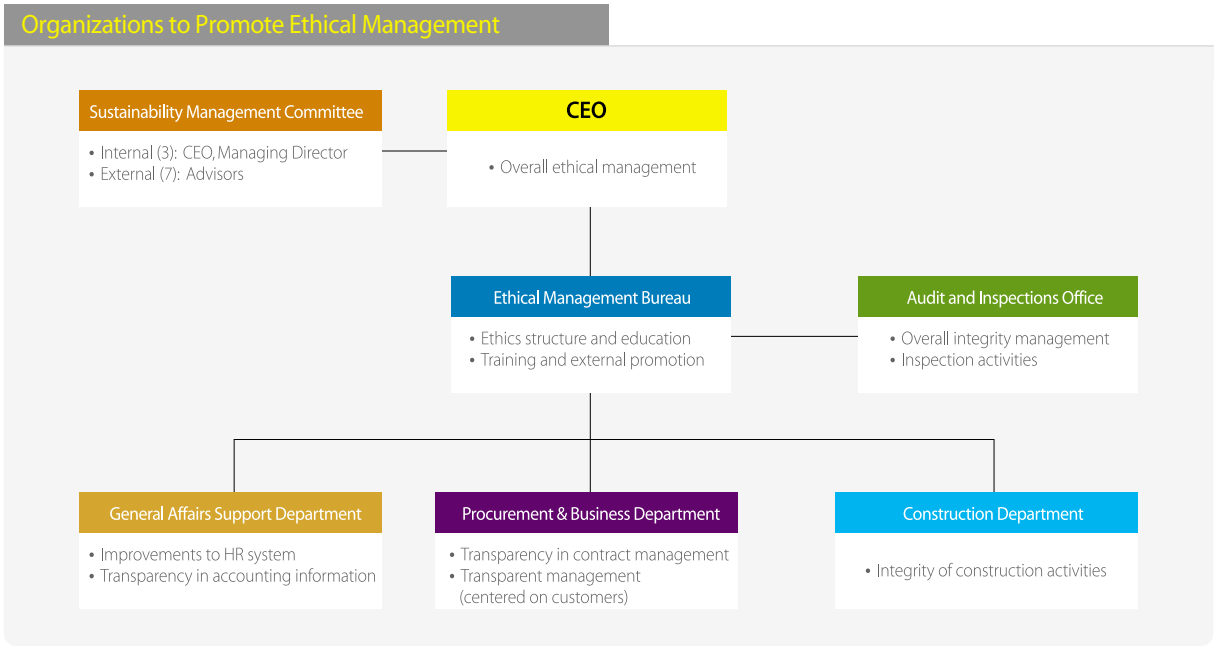 Organizations to Promote Ethical Management
Sustainability Management Committee
• Internal (3): CEO, Managing Director
• External (7): Advisors
CEO
• Overall ethical management
Ethical Management Bureau
• Ethics structure and education
• Training and external promotion
Audit and Inspections Office
• Overall integrity management
• Inspection activities
General Affairs Support Department
• Improvements to HR system
• Transparency in accounting information
Procurement & Business Department
• Transparency in contract management
• Transparent management
(centered on customers)
Construction Department
• Integrity of construction activities